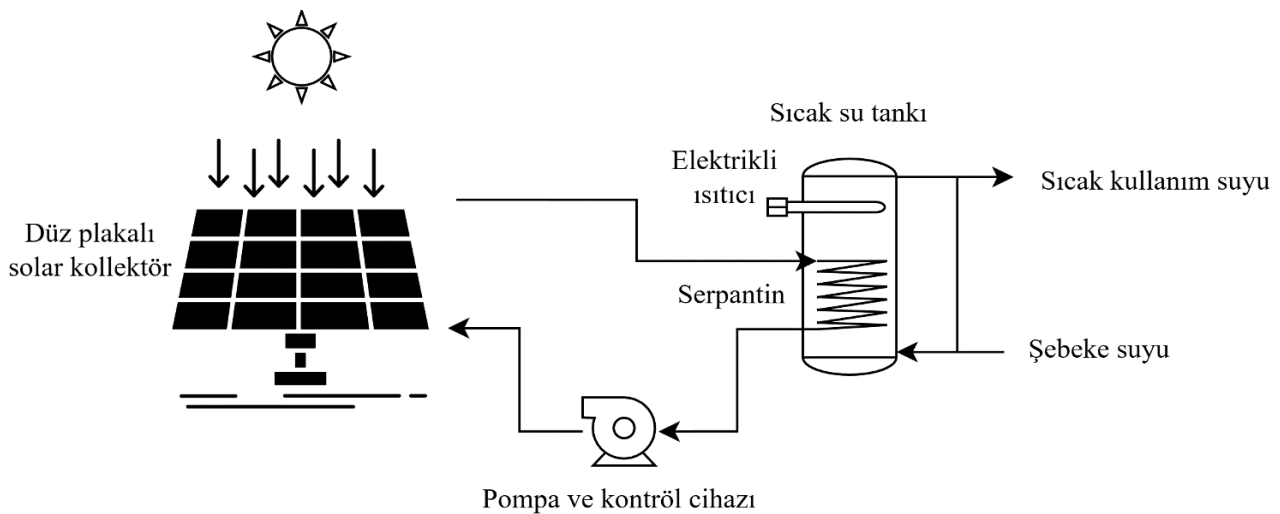 Sıcak su tankı
Elektrikli
ısıtıcı
Sıcak kullanım suyu
Düz plakalı
solar kollektör
Serpantin
Şebeke suyu
Pompa ve kontröl cihazı